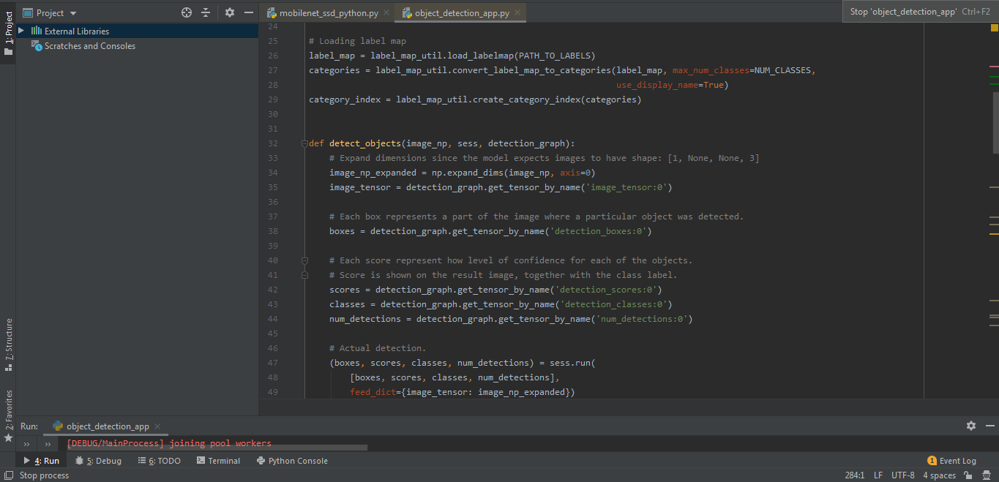 1: Project
7: Structure
2: Favorites
Project
External Libraries
Scratches and Consoles
mobilenet_ssd_python.py
object_detection_app.py
Stop 'object_detection_app' Ctrl+F2
24
25 # Loading label map
26 label_map = label_map_util.load_labelmap(PATH_TO_LABELS)
27 categories = label_map_util.convert_label_map_to_categories(label_map, max_num_classes=NUM_CLASSES,
28 use_display_name=True)
29 category_index = label_map_util.create_category_index(categories)
30
31
32 def detect_objects(image_np, sess, detection_graph):
33 # Expand dimensions since the model expects images to have shape: [1, None, None, 3]
34 image_np_expanded = np.expand_dims(image_np, axis=0)
35 image_tensor = detection_graph.get_tensor_by_name('image_tensor:0')
36
37 # Each box represents a part of the image where a particular object was detected.
38 boxes = detection_graph.get_tensor_by_name('detection_boxes:0')
39
40 # Each score represent how level of confidence for each of the objects.
41 # Score is shown on the result image, together with the class label.
42 scores = detection_graph.get_tensor_by_name('detection_scores:0')
43 classes = detection_graph.get_tensor_by_name('detection_classes:0')
44 num_detections = detection_graph.get_tensor_by_name('num_detections:0')
45
46 # Actual detection.
47 (boxes, scores, classes, num_detections) = sess.run(
48 [boxes, scores, classes, num_detections],
49 feed_dict={image_tensor: image_np_expanded})
Run: object_detection_app
» » [DEBUG/MainProcess] joining pool workers
4: Run 5: Debug 6: TODO Terminal Python Console 1 Event Log
Stop process 284:1 LF UTF-8 4 spaces